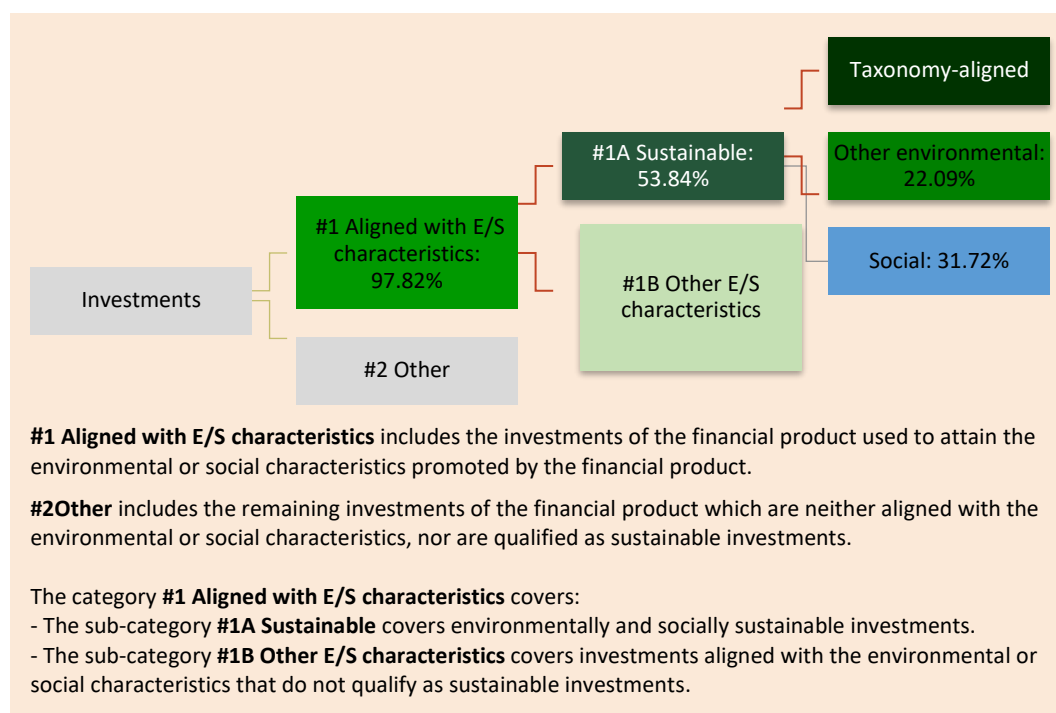 Taxonomy-aligned
#1A Sustainable:
53.84%
Other environmental:
22.09%
#1 Aligned with E/S
characteristics:
97.82%
Social: 31.72%
#1B Other E/S
characteristics
Investments
#2 Other
#1 Aligned with E/S characteristics includes the investments of the financial product used to attain the
environmental or social characteristics promoted by the financial product.
#2Other includes the remaining investments of the financial product which are neither aligned with the
environmental or social characteristics, nor are qualified as sustainable investments.
The category #1 Aligned with E/S characteristics covers:
- The sub-category #1A Sustainable covers environmentally and socially sustainable investments.
- The sub-category #1B Other E/S characteristics covers investments aligned with the environmental or
social characteristics that do not qualify as sustainable investments.